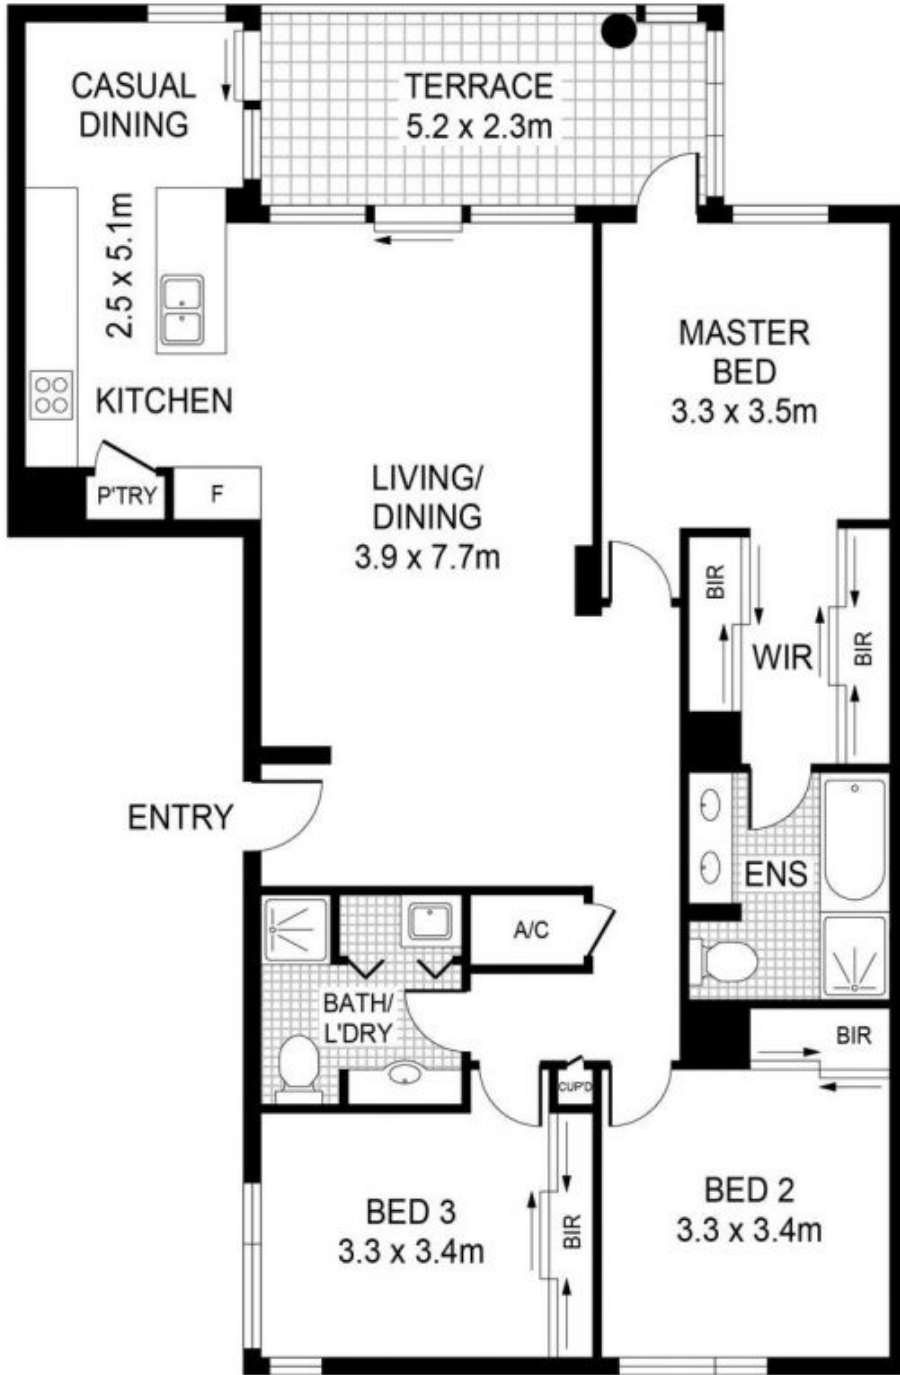 CASUAL
DINING
TERRACE
5.2 x 2.3m
2.5 x 5.1m
KITCHEN
MASTER
BED
3.3 x 3.5m
P'TRY
F
LIVING/
DINING
3.9 x 7.7m
BIR
WIR
BIR
ENTRY
ENS
A/C
BATH/
L'DRY
BIR
CUP'D
BED 3
3.3 x 3.4m
BIR
BED 2
3.3 x 3.4m